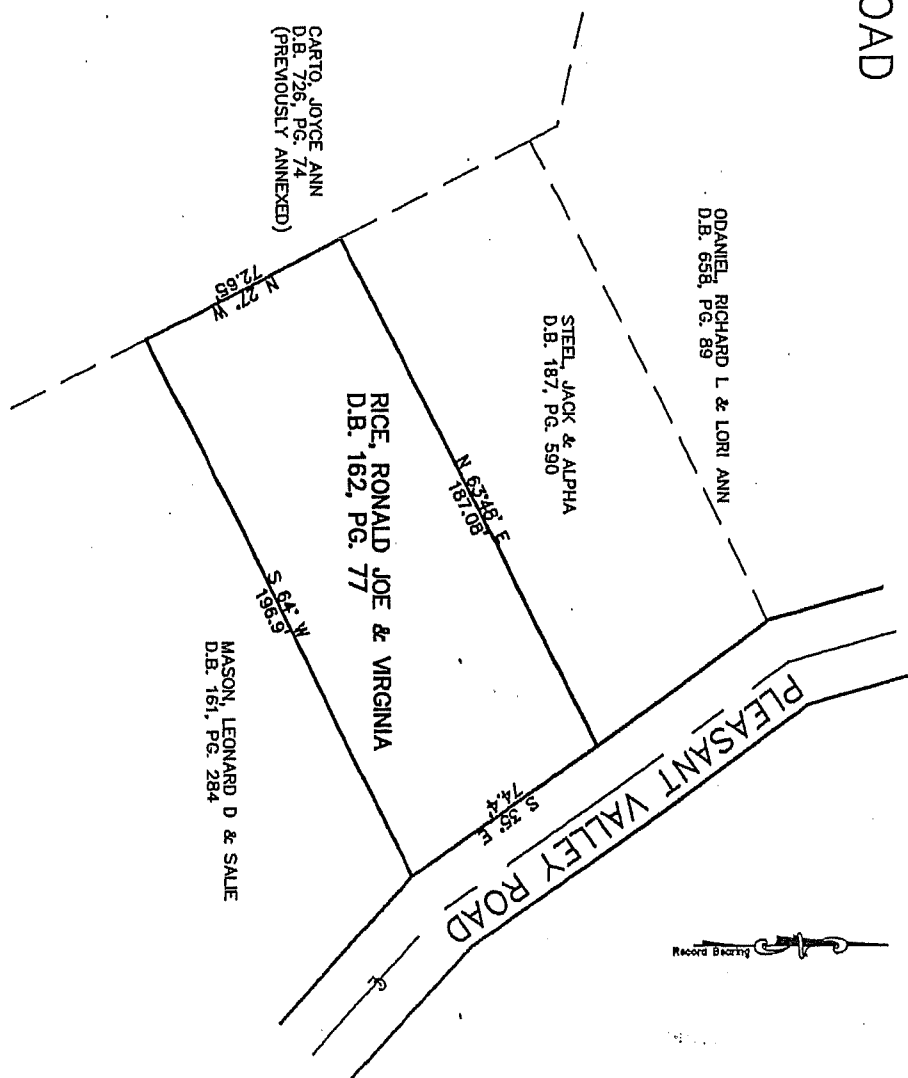 OAD
CARTO, JOYCE ANN
D.B. 726, PG. 74
(PREVIOUSLY ANNEXED)
ODANIEL, RICHARD L & LORI ANN
D.B. 658, PG. 89
STEEL, JACK & ALPHA
D.B. 187, PG. 590
N 27° W
72.65
N 63°48' E
187.08'
RICE, RONALD JOE & VIRGINIA
D.B. 162, PG. 77
S 64° W
196.9'
MASON, LEONARD D & SALIE
D.B. 161, PG. 284
S 35° E
74.4'
PLEASANT VALLEY ROAD
Record Bearing